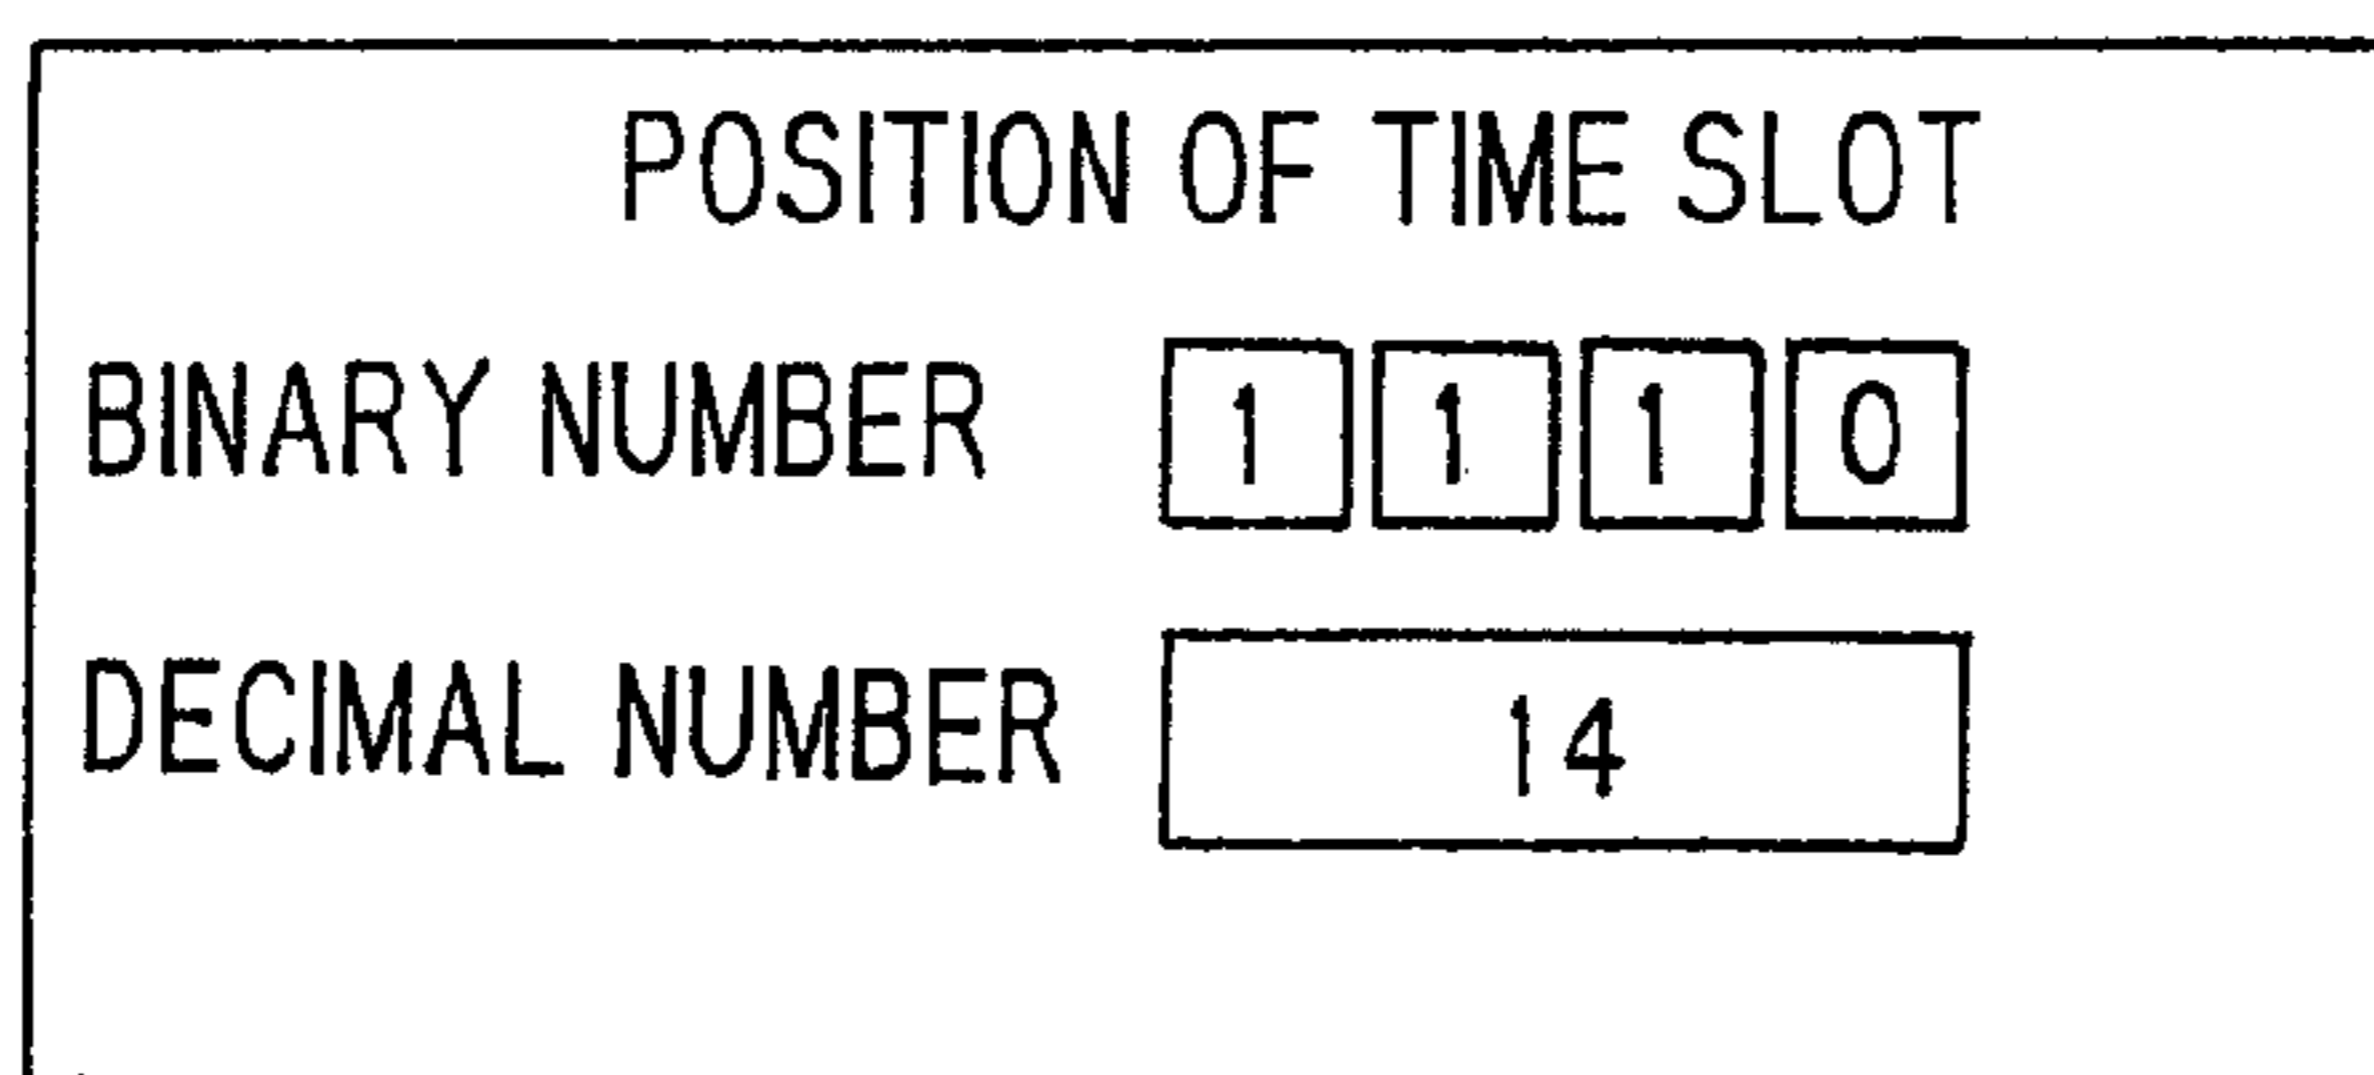 POSITION OF TIME SLOT
BINARY NUMBER 1 1 1 0
DECIMAL NUMBER 14